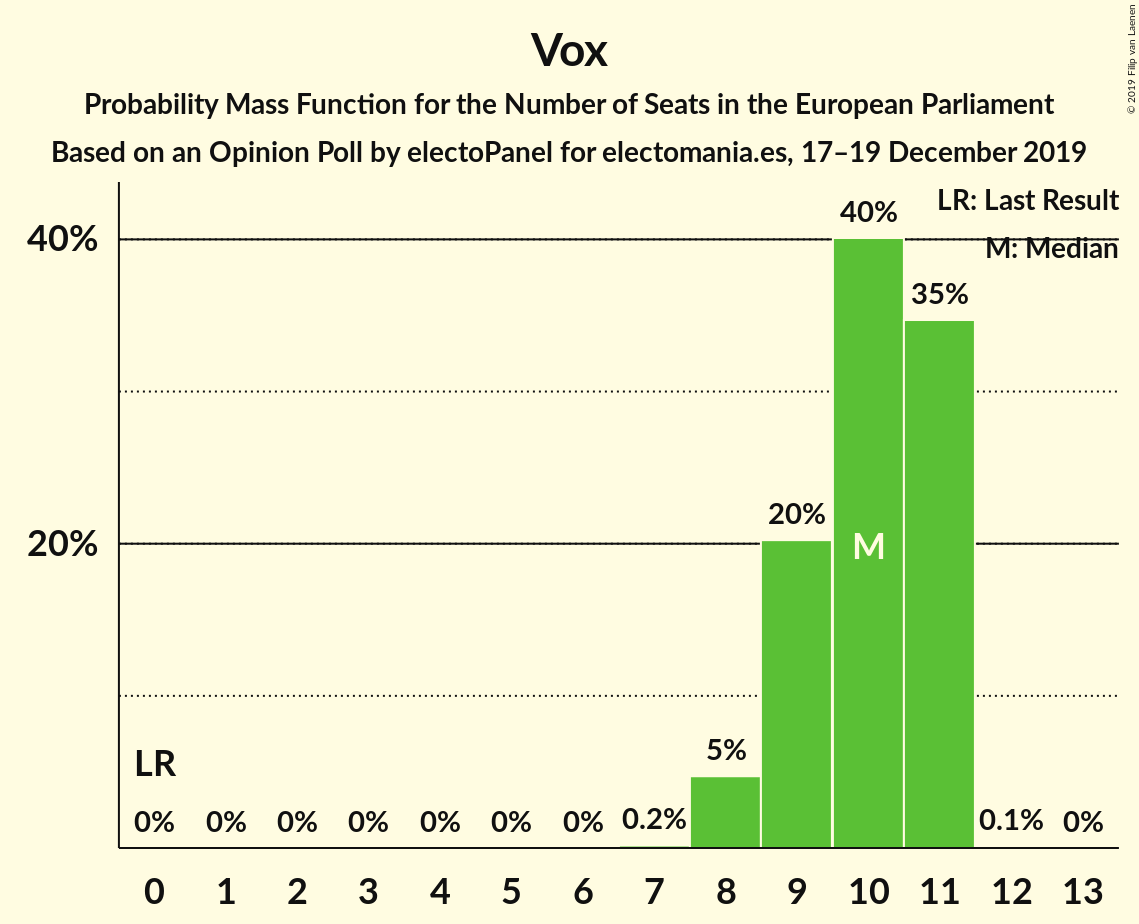 © 2019 Filip van Laenen
Vox
Probability Mass Function for the Number of Seats in the European Parliament
Based on an Opinion Poll by electoPanel for electomania.es, 17–19 December 2019
LR: Last Result
M: Median
40%
20%
LR
0% 0% 0% 0% 0% 0% 0% 0.2% 5% 20% 40% 35% 0.1% 0%
M
0 1 2 3 4 5 6 7 8 9 10 11 12 13